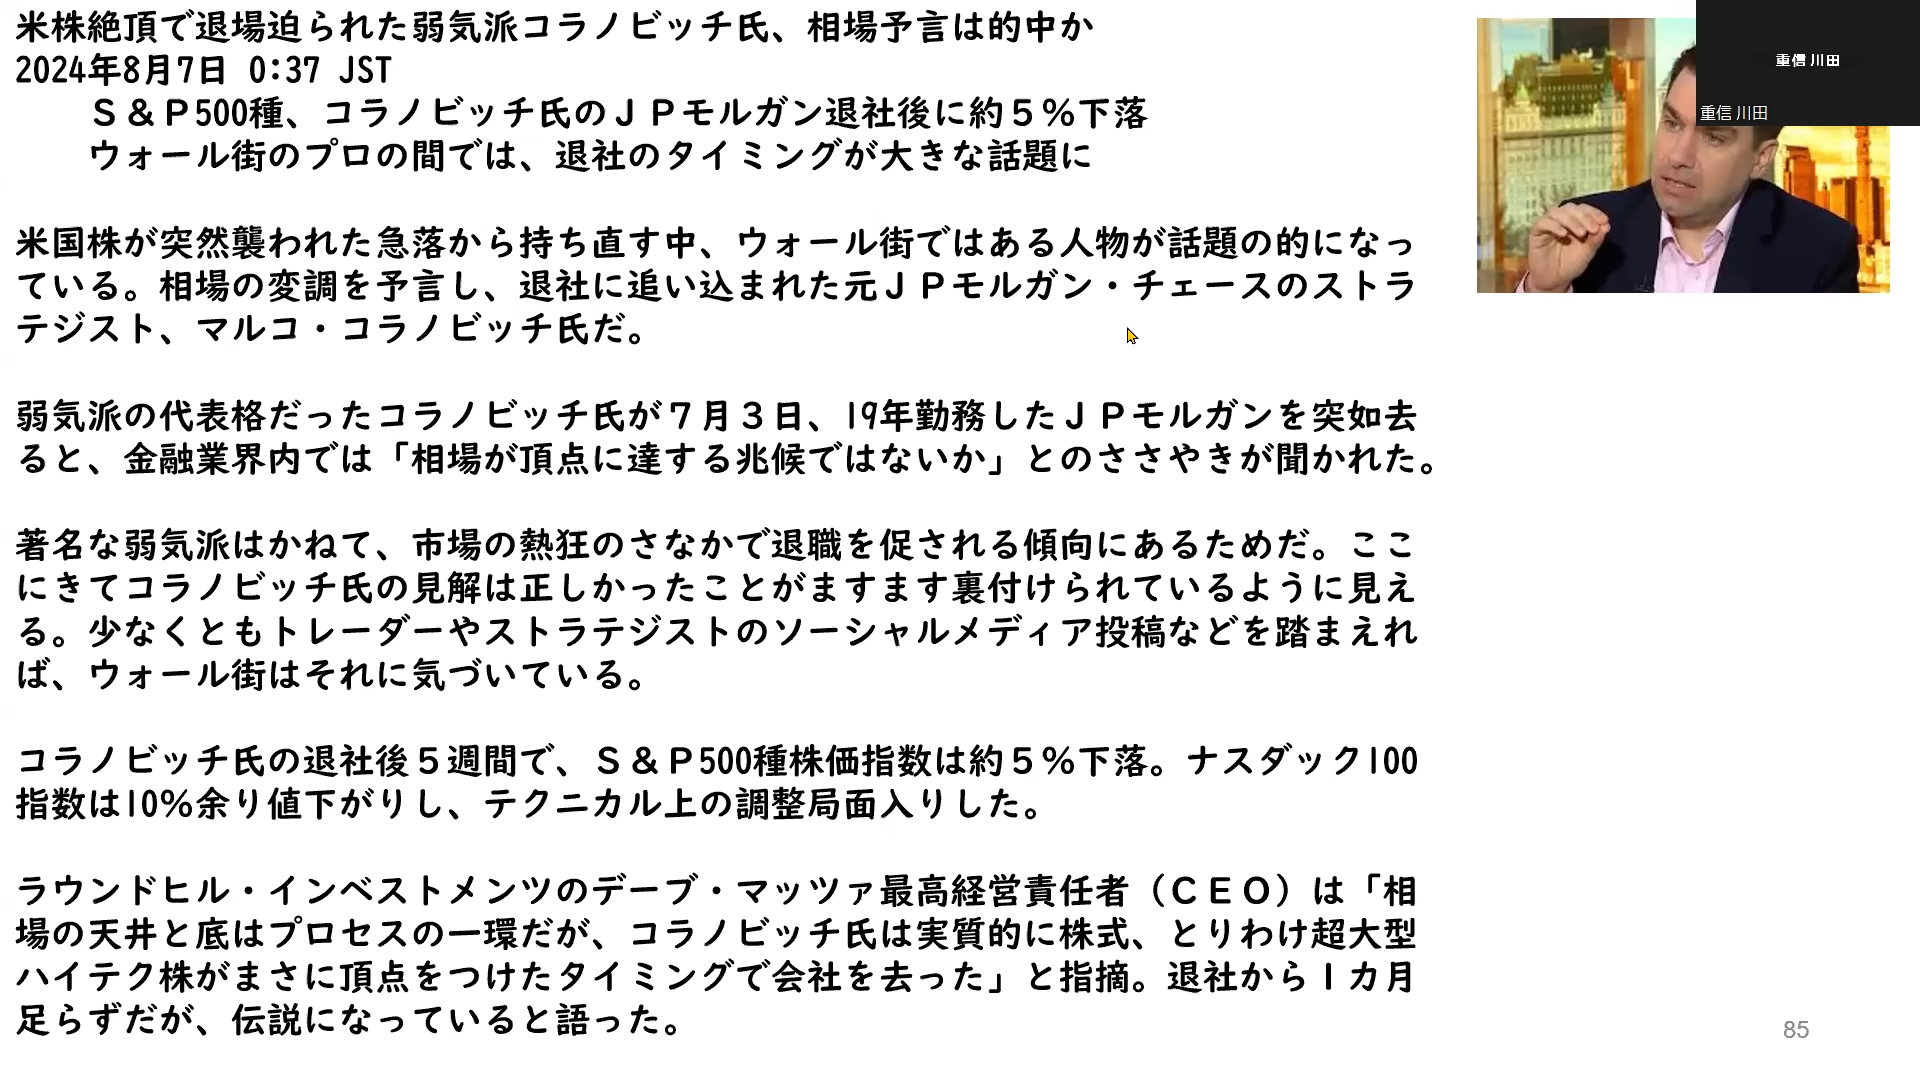 米株絶頂で退場迫られた弱気派コラノビッチ氏、相場予言は的中か
2024年8月7日 0:37 JST
Ｓ＆Ｐ500種、コラノビッチ氏のＪＰモルガン退社後に約５％下落
ウォール街のプロの間では、退社のタイミングが大きな話題に
米国株が突然襲われた急落から持ち直す中、ウォール街ではある人物が話題の的になっ
ている。相場の変調を予言し、退社に追い込まれた元ＪＰモルガン・チェースのストラ
テジスト、マルコ・コラノビッチ氏だ。
弱気派の代表格だったコラノビッチ氏が７月３日、19年勤務したＪＰモルガンを突如去
ると、金融業界内では「相場が頂点に達する兆候ではないか」とのささやきが聞かれた。
著名な弱気派はかねて、市場の熱狂のさなかで退職を促される傾向にあるためだ。ここ
にきてコラノビッチ氏の見解は正しかったことがますます裏付けられているように見え
る。少なくともトレーダーやストラテジストのソーシャルメディア投稿などを踏まえれ
ば、ウォール街はそれに気づいている。
コラノビッチ氏の退社後５週間で、Ｓ＆Ｐ500種株価指数は約５％下落。ナスダック100
指数は10％余り値下がりし、テクニカル上の調整局面入りした。
ラウンドヒル・インベストメンツのデーブ・マッツァ最高経営責任者（ＣＥＯ）は「相
場の天井と底はプロセスの一環だが、コラノビッチ氏は実質的に株式、とりわけ超大型
ハイテク株がまさに頂点をつけたタイミングで会社を去った」と指摘。退社から１カ月
足らずだが、伝説になっていると語った。
重信 川田
重信 川田
85